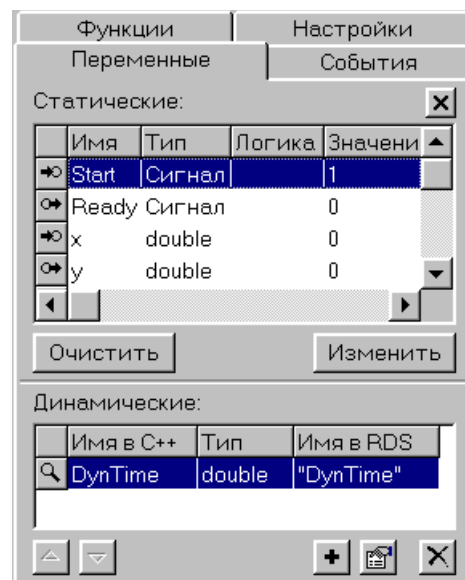 Функции Настройки
Переменные События
Статические:
Имя Тип Логика Значени
Start Сигнал 1
Ready Сигнал 0
x double 0
y double 0
Очистить Изменить
Динамические:
Имя в C++ Тип Имя в RDS
DynTime double "DynTime"